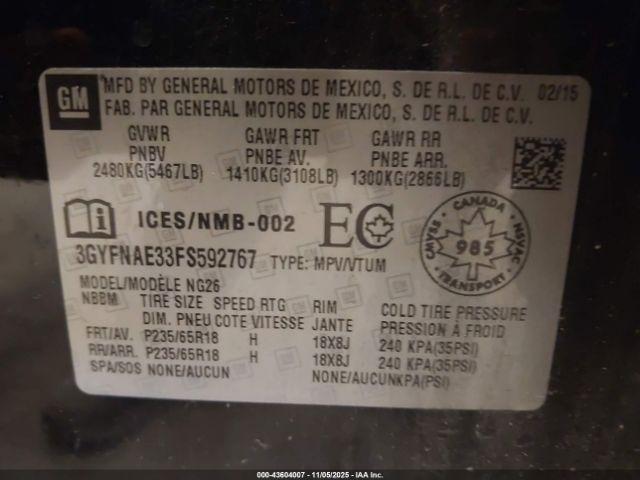 GM
MFD BY GENERAL MOTORS DE MEXICO, S. DE R.L. DE C.V. 02/15
FAB. PAR GENERAL MOTORS DE MEXICO, S. DE R.L. DE C.V.
GVWR GAWR FRT GAWR RR
PNBV PNBE AV. PNBE ARR.
2480KG(5467LB) 1410KG(3108LB) 1300KG(2866LB)
ICES/NMB-002 EC
CANADA
CMVSS 985 NSVAC
TRANSPORT
3GYFNAE33FS592767 TYPE: MPV/VTUM
MODEL/MODÈLE NG26
NBBM TIRE SIZE SPEED RTG RIM COLD TIRE PRESSURE
DIM. PNEU COTE VITESSE JANTE PRESSION À FROID
FRT/AV. P235/65R18 H 18X8J 240 KPA(35PSI)
RR/ARR. P235/65R18 H 18X8J 240 KPA(35PSI)
SPA/SOS NONE/AUCUN NONE/AUCUNKPA(PSI)
000-43604007 - 11/05/2025 - IAAI Inc.